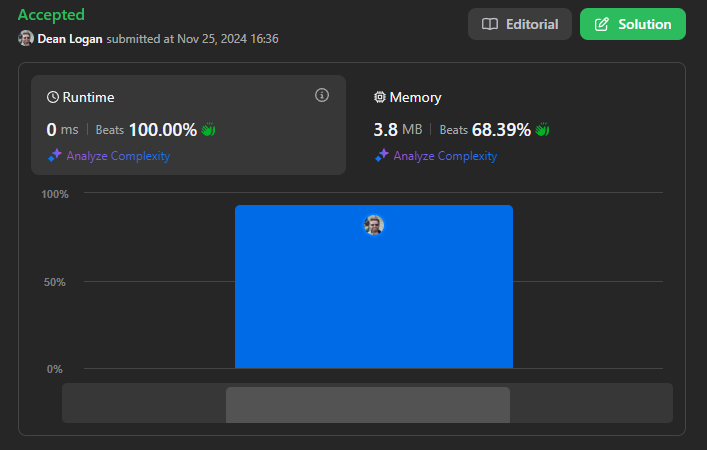 Accepted
Dean Logan submitted at Nov 25, 2024 16:36
Editorial
Solution
Runtime
0 ms Beats 100.00%
Analyze Complexity
Memory
3.8 MB Beats 68.39%
Analyze Complexity
100%
50%
0%